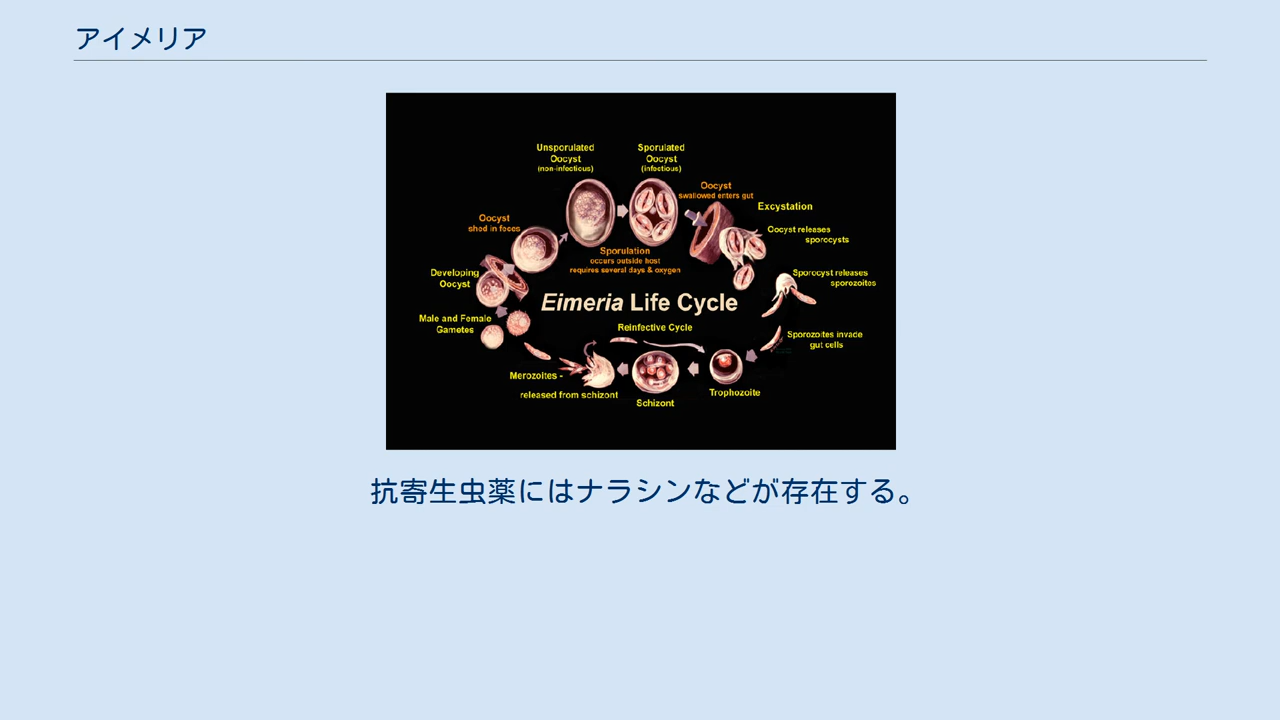 アイメリア
Unsporulated
Oocyst
(non-infectious)
Sporulated
Oocyst
(infectious)
Oocyst
swallowed enters gut
Excystation
Oocyst releases
sporocysts
Sporocyst releases
sporozoites
Sporozoites invade
gut cells
Trophozoite
Schizont
Merozoites -
released from schizont
Reinfective Cycle
Male and Female
Gametes
Developing
Oocyst
Oocyst
shed in feces
Sporulation
occurs outside host
requires several days & oxygen
Eimeria Life Cycle
抗寄生虫薬にはナラシンなどが存在する。